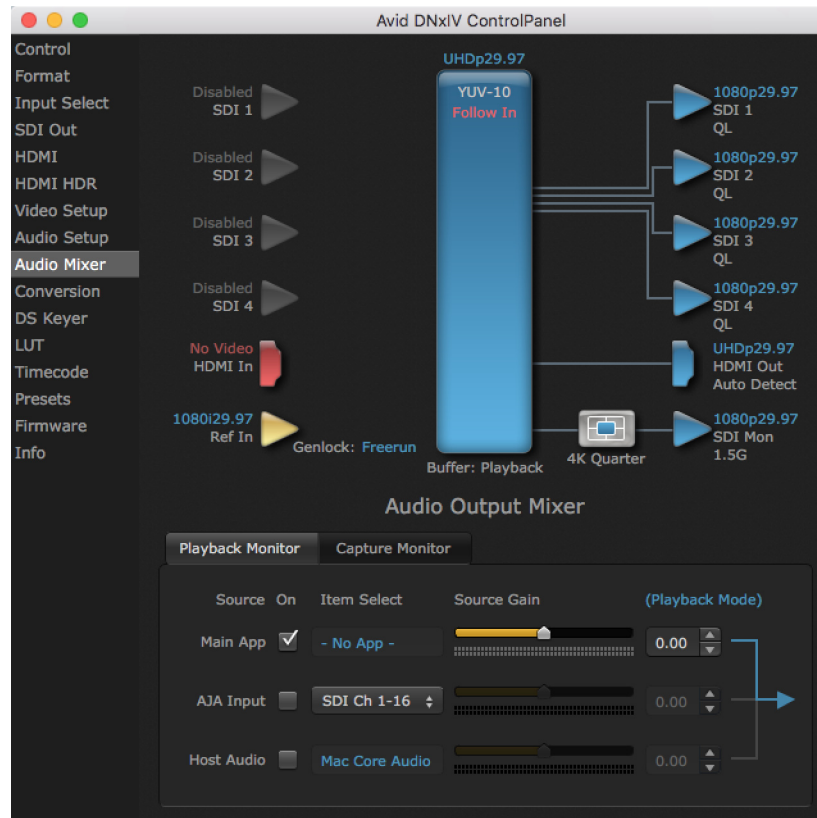 Avid DNxIV ControlPanel
Control
Format
Input Select
SDI Out
HDMI
HDMI HDR
Video Setup
Audio Setup
Audio Mixer
Conversion
DS Keyer
LUT
Timecode
Presets
Firmware
Info
Disabled
SDI 1
Disabled
SDI 2
Disabled
SDI 3
Disabled
SDI 4
No Video
HDMI In
1080i29.97
Ref In
Genlock: Freerun
UHDp29.97
YUV-10
Follow In
Buffer: Playback
4K Quarter
1080p29.97
SDI 1
QL
1080p29.97
SDI 2
QL
1080p29.97
SDI 3
QL
1080p29.97
SDI 4
QL
UHDp29.97
HDMI Out
Auto Detect
1080p29.97
SDI Mon
1.5G
Audio Output Mixer
Playback Monitor Capture Monitor
Source On Item Select Source Gain (Playback Mode)
Main App - No App - 0.00
AJA Input SDI Ch 1-16 0.00
Host Audio Mac Core Audio 0.00